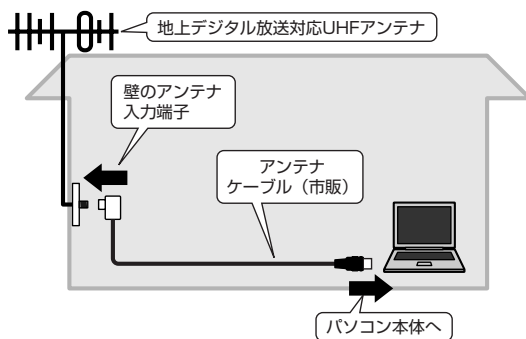 地上デジタル放送対応UHFアンテナ
壁のアンテナ
入力端子
アンテナ
ケーブル（市販）
パソコン本体へ